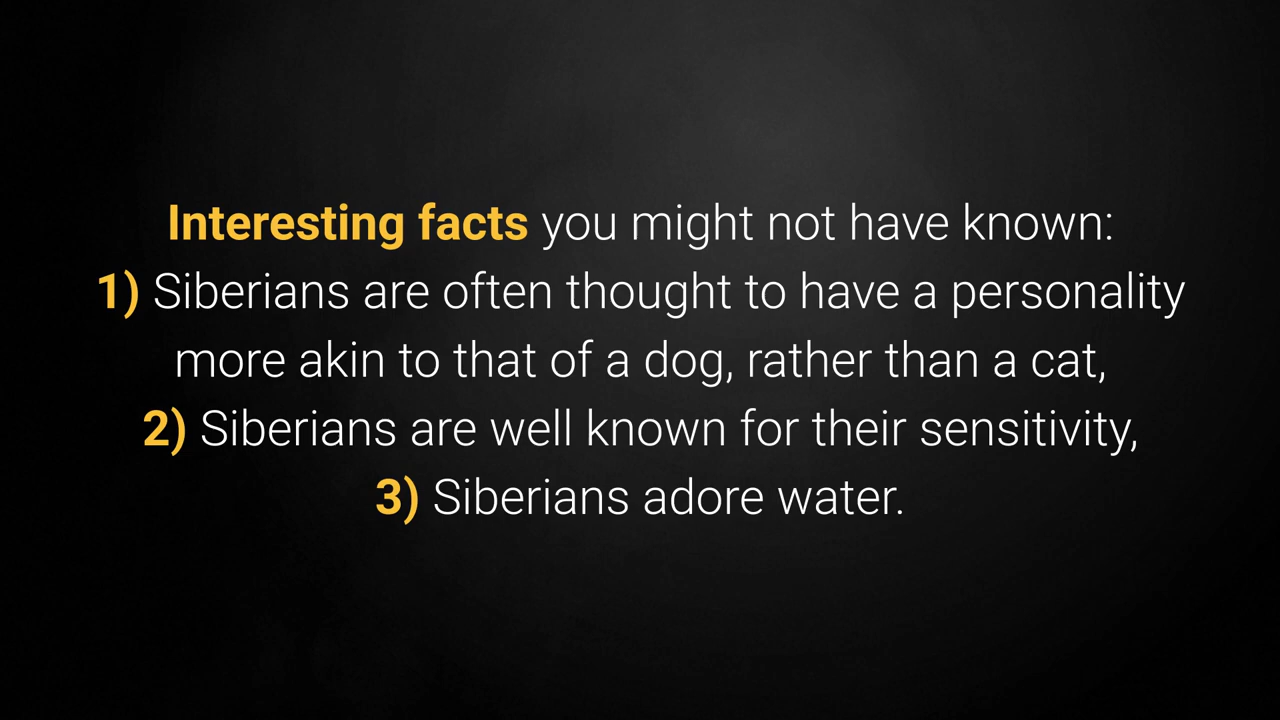 Interesting facts you might not have known:
1) Siberians are often thought to have a personality
more akin to that of a dog, rather than a cat,
2) Siberians are well known for their sensitivity,
3) Siberians adore water.